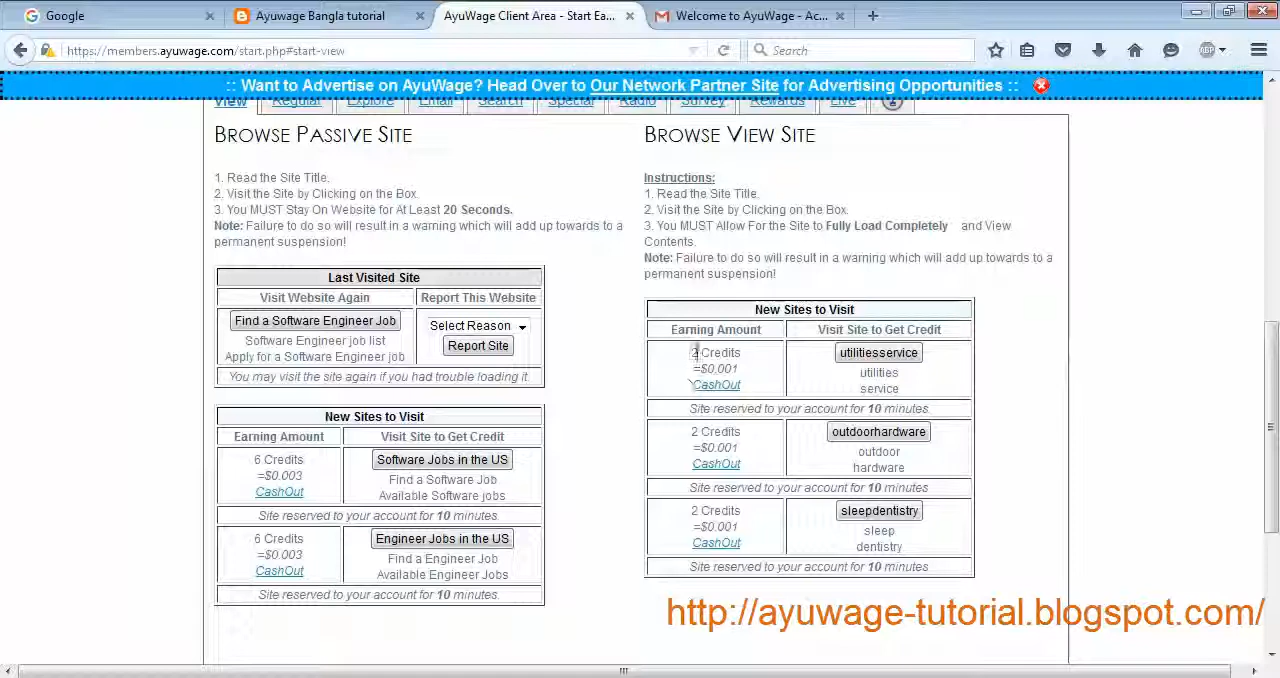 Google
Ayuwage Bangla tutorial
AyuWage Client Area - Start Ea...
Welcome to AyuWage - Ac...
https://members.ayuwage.com/start.php#start-view
Search
ABP
:: Want to Advertise on AyuWage? Head Over to Our Network Partner Site for Advertising Opportunities ::
View Regular Explore Email Search Special Radio Survey Rewards Live
BROWSE PASSIVE SITE
1. Read the Site Title.
2. Visit the Site by Clicking on the Box.
3. You MUST Stay On Website for At Least 20 Seconds.
Note: Failure to do so will result in a warning which will add up towards to a
permanent suspension!
Last Visited Site
Visit Website Again Report This Website
Find a Software Engineer Job
Software Engineer job list
Apply for a Software Engineer job
Select Reason
Report Site
You may visit the site again if you had trouble loading it.
New Sites to Visit
Earning Amount Visit Site to Get Credit
6 Credits
=$0.003
CashOut
Software Jobs in the US
Find a Software Job
Available Software jobs
Site reserved to your account for 10 minutes.
6 Credits
=$0.003
CashOut
Engineer Jobs in the US
Find a Engineer Job
Available Engineer Jobs
Site reserved to your account for 10 minutes.
BROWSE VIEW SITE
Instructions:
1. Read the Site Title.
2. Visit the Site by Clicking on the Box.
3. You MUST Allow For the Site to Fully Load Completely and View
Contents.
Note: Failure to do so will result in a warning which will add up towards to a
permanent suspension!
New Sites to Visit
Earning Amount Visit Site to Get Credit
2 Credits
=$0.001
CashOut
utilitiesservice
utilities
service
Site reserved to your account for 10 minutes.
2 Credits
=$0.001
CashOut
outdoorhardware
outdoor
hardware
Site reserved to your account for 10 minutes.
2 Credits
=$0.001
CashOut
sleepdentistry
sleep
dentistry
Site reserved to your account for 10 minutes.
http://ayuwage-tutorial.blogspot.com/